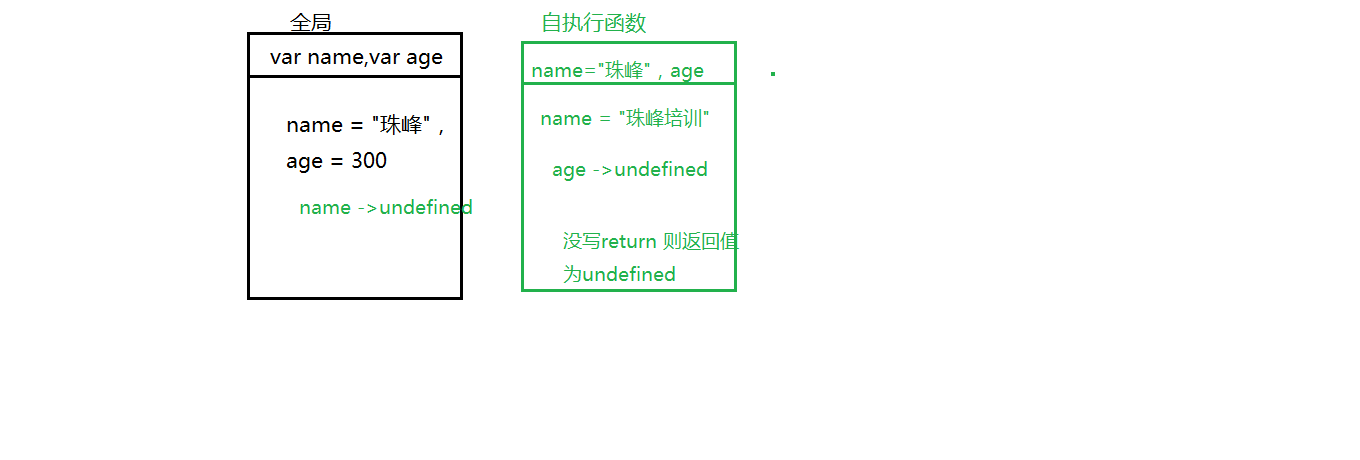 全局
var name,var age
name = "珠峰" ,
age = 300
name ->undefined
自执行函数
name="珠峰" , age
name = "珠峰培训"
age ->undefined
没写return 则返回值
为undefined